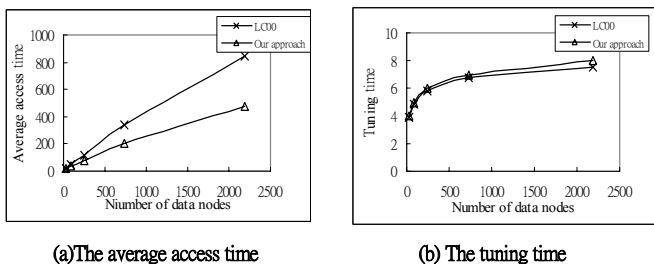 LC00
Our approach
Average access time
1000
800
600
400
200
0
0 500 1000 1500 2000 2500
Niumber of data nodes
(a)The average access time
LC00
Our approach
Tuning time
10
8
6
4
2
0
0 500 1000 1500 2000 2500
Number of data nodes
(b) The tuning time